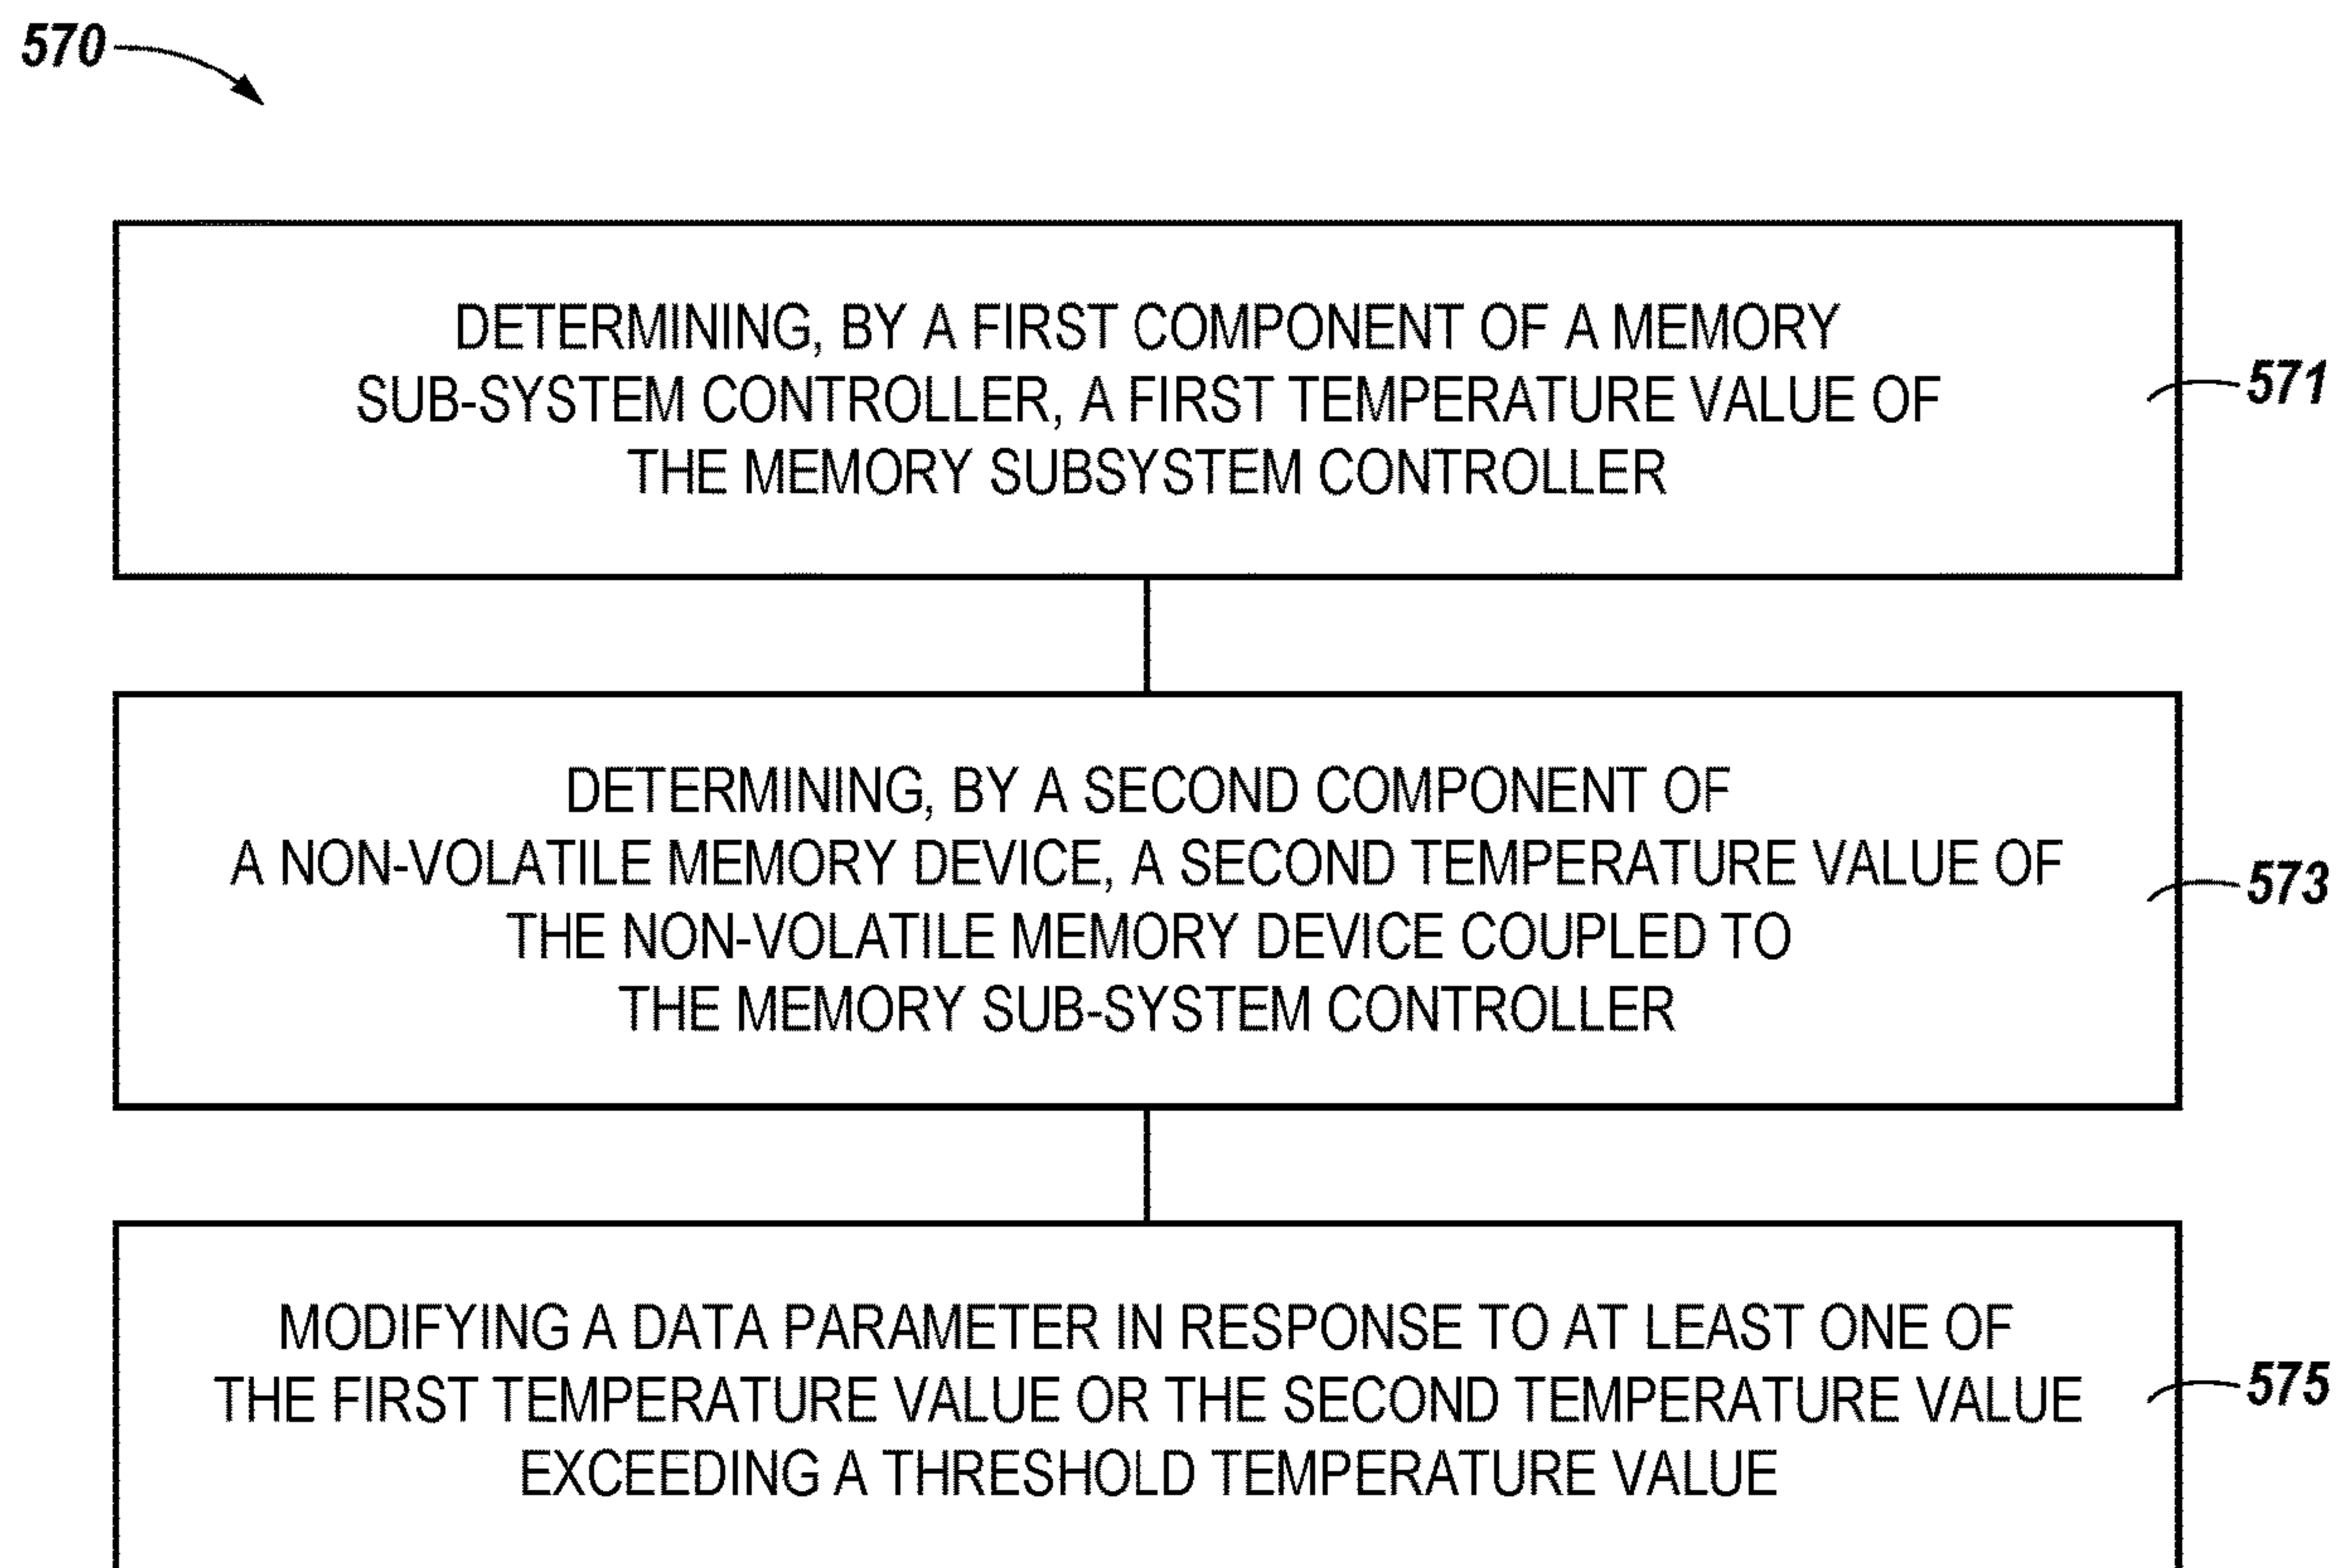 570
DETERMINING, BY A FIRST COMPONENT OF A MEMORY
SUB-SYSTEM CONTROLLER, A FIRST TEMPERATURE VALUE OF
THE MEMORY SUBSYSTEM CONTROLLER
571
DETERMINING, BY A SECOND COMPONENT OF
A NON-VOLATILE MEMORY DEVICE, A SECOND TEMPERATURE VALUE OF
THE NON-VOLATILE MEMORY DEVICE COUPLED TO
THE MEMORY SUB-SYSTEM CONTROLLER
573
MODIFYING A DATA PARAMETER IN RESPONSE TO AT LEAST ONE OF
THE FIRST TEMPERATURE VALUE OR THE SECOND TEMPERATURE VALUE
EXCEEDING A THRESHOLD TEMPERATURE VALUE
575